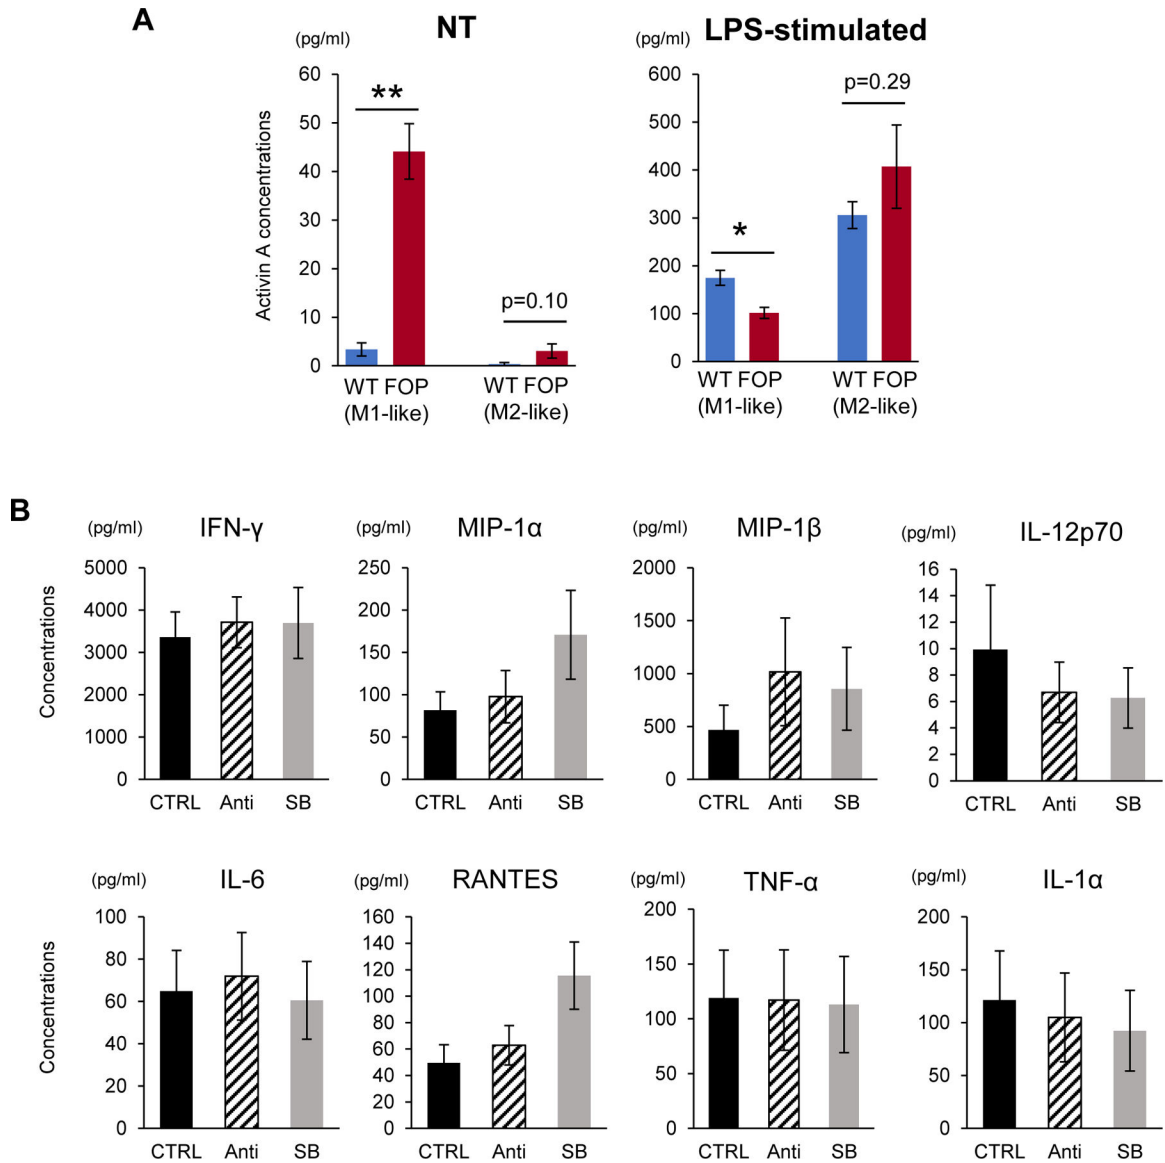 A
NT
LPS-stimulated
(pg/ml)
(pg/ml)
Activin A concentrations
60
50
40
30
20
10
0
**
p=0.10
WT FOP
WT FOP
(M1-like)
(M2-like)
600
500
400
300
200
100
0
*
p=0.29
WT FOP
WT FOP
(M1-like)
(M2-like)
B
(pg/ml)
IFN-γ
Concentrations
5000
4000
3000
2000
1000
0
CTRL Anti SB
(pg/ml)
MIP-1α
250
200
150
100
50
0
CTRL Anti SB
(pg/ml)
MIP-1β
2000
1500
1000
500
0
CTRL Anti SB
(pg/ml)
IL-12p70
16
14
12
10
8
6
4
2
0
CTRL Anti SB
(pg/ml)
IL-6
Concentrations
100
80
60
40
20
0
CTRL Anti SB
(pg/ml)
RANTES
160
140
120
100
80
60
40
20
0
CTRL Anti SB
(pg/ml)
TNF-α
200
150
100
50
0
CTRL Anti SB
(pg/ml)
IL-1α
200
150
100
50
0
CTRL Anti SB